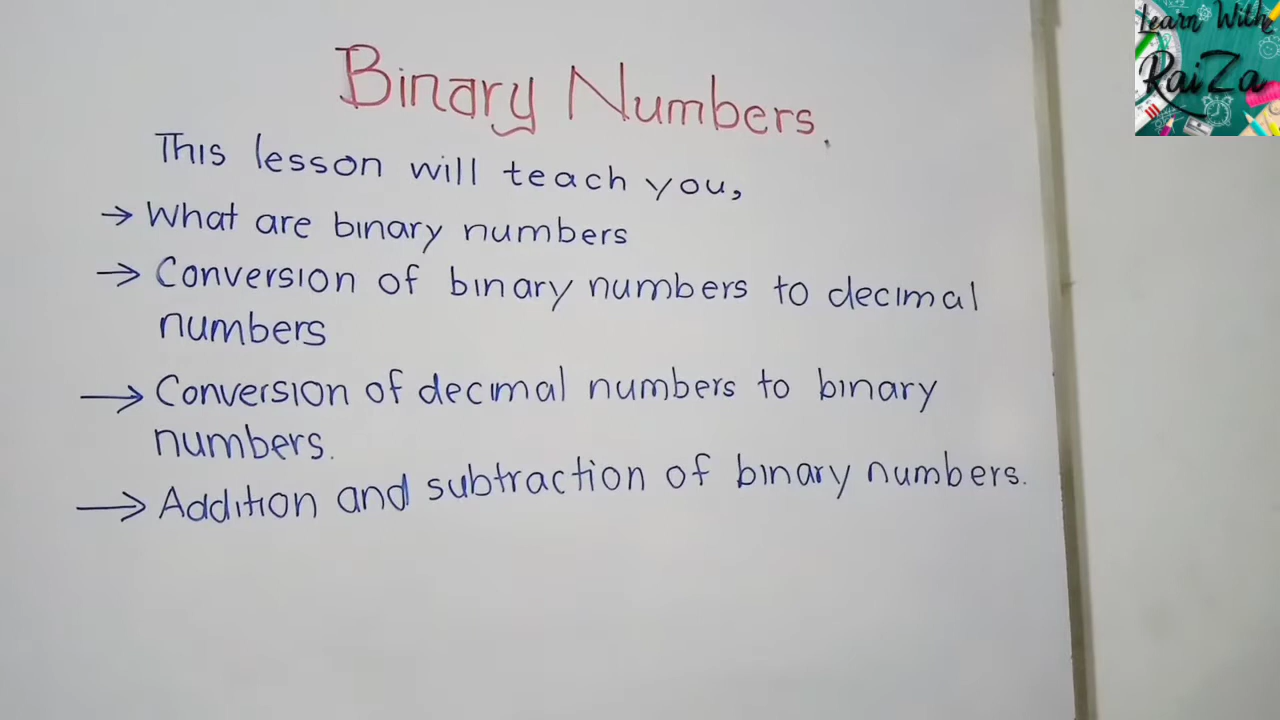 Learn With
RaiZa
Binary Numbers.
This lesson will teach you,
→ What are binary numbers
→ Conversion of binary numbers to decimal
numbers
→ Conversion of decimal numbers to binary
numbers.
→ Addition and subtraction of binary numbers.